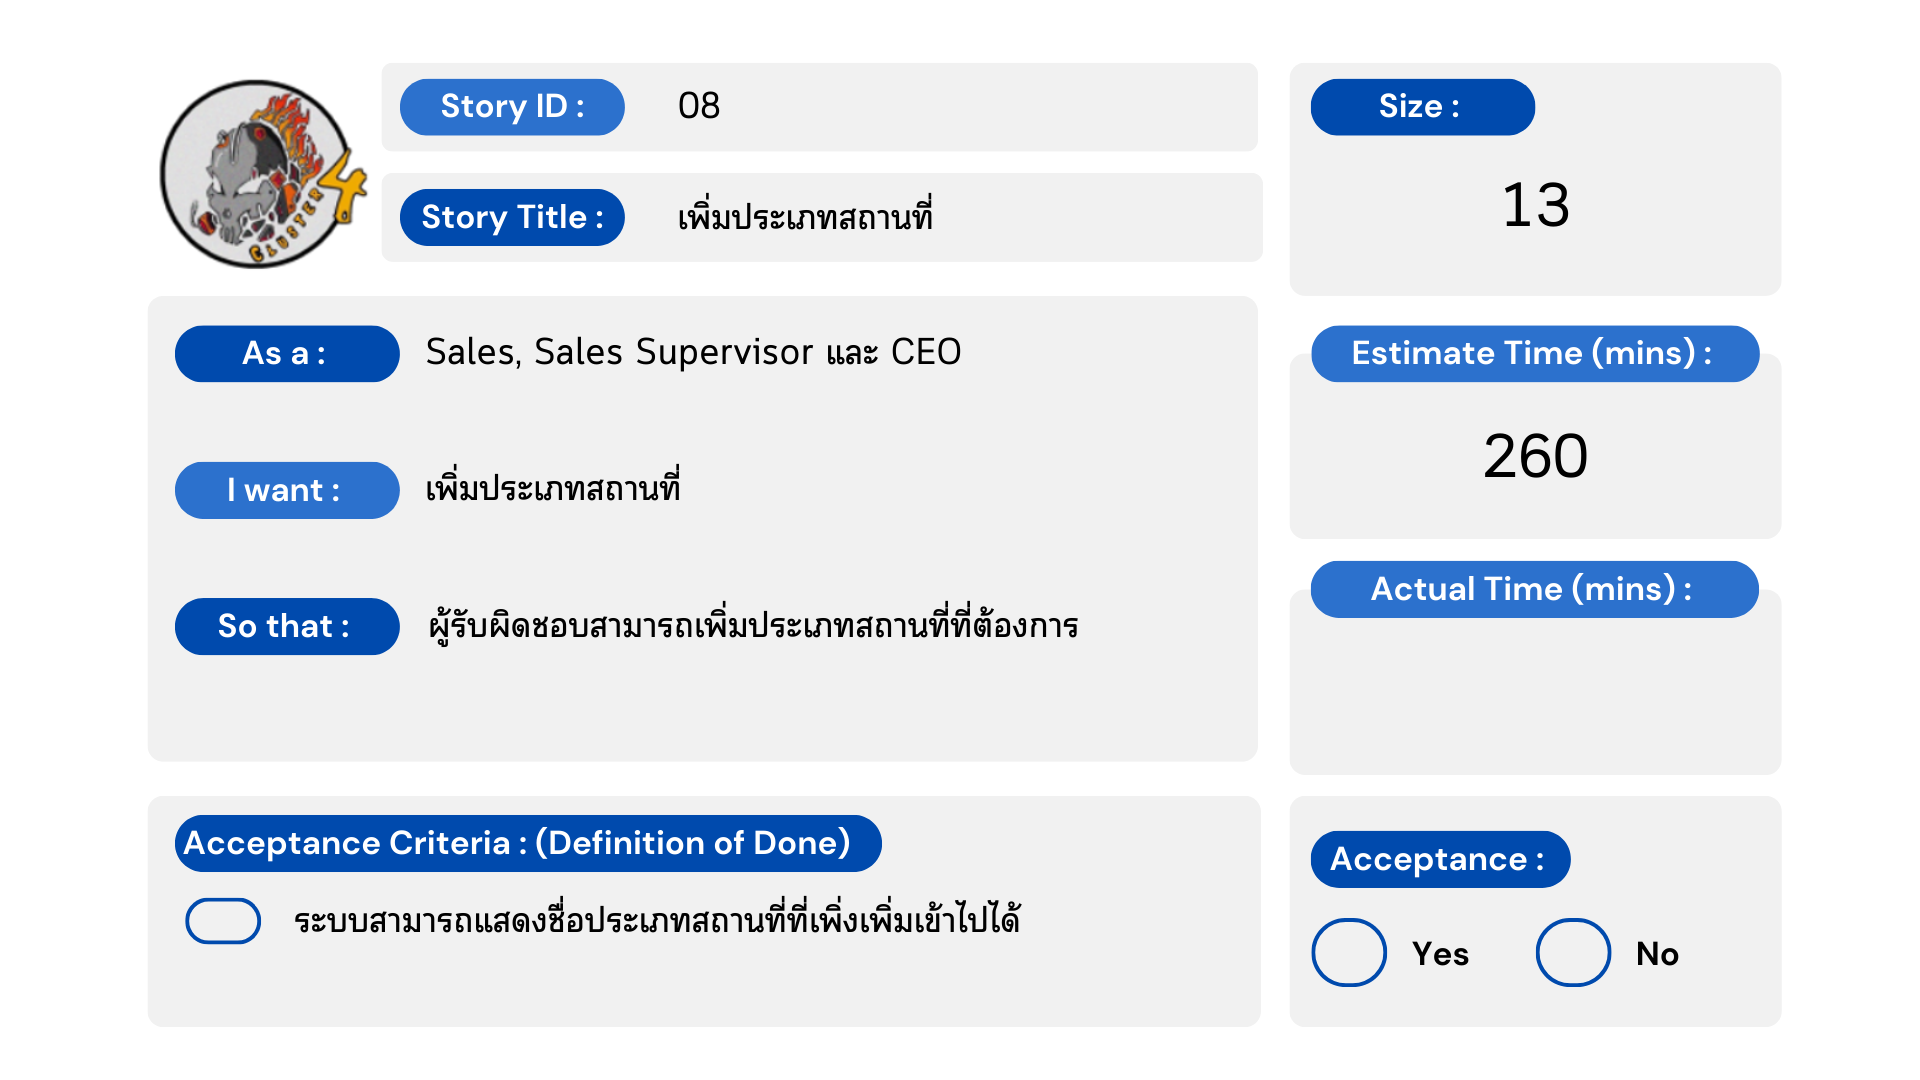 Story ID : 08
Story Title : เพิ่มประเภทสถานที่
Size :
13
CLUSTER 4
As a : Sales, Sales Supervisor และ CEO
I want : เพิ่มประเภทสถานที่
So that : ผู้รับผิดชอบสามารถเพิ่มประเภทสถานที่ที่ต้องการ
Estimate Time (mins) :
260
Actual Time (mins) :
Acceptance Criteria : (Definition of Done)
ระบบสามารถแสดงชื่อประเภทสถานที่ที่เพิ่งเพิ่มเข้าไปได้
Acceptance :
Yes No